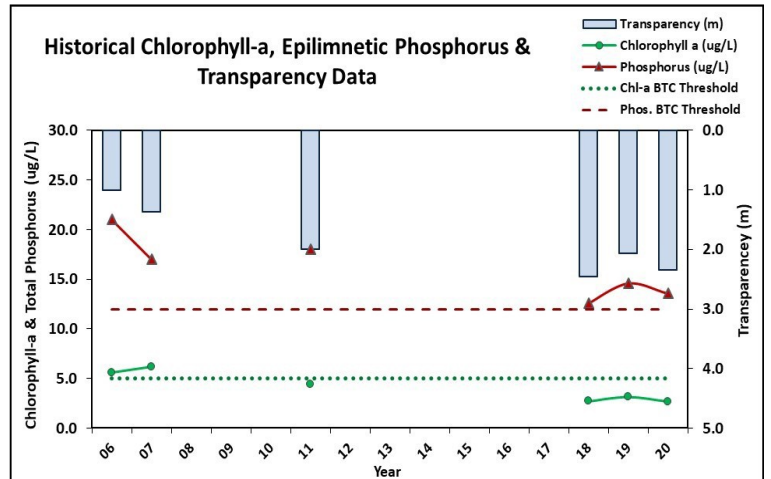 Historical Chlorophyll-a, Epilimnetic Phosphorus &
Transparency Data
Transparency (m)
Chlorophyll a (ug/L)
Phosphorus (ug/L)
Chl-a BTC Threshold
Phos. BTC Threshold
Chlorophyll-a & Total Phosphorus (ug/L)
30.0
25.0
20.0
15.0
10.0
5.0
0.0
0.0
1.0
2.0
3.0
4.0
5.0
Transparencey (m)
06 07 08 09 10 11 12 13 14 15 16 17 18 19 20
Year